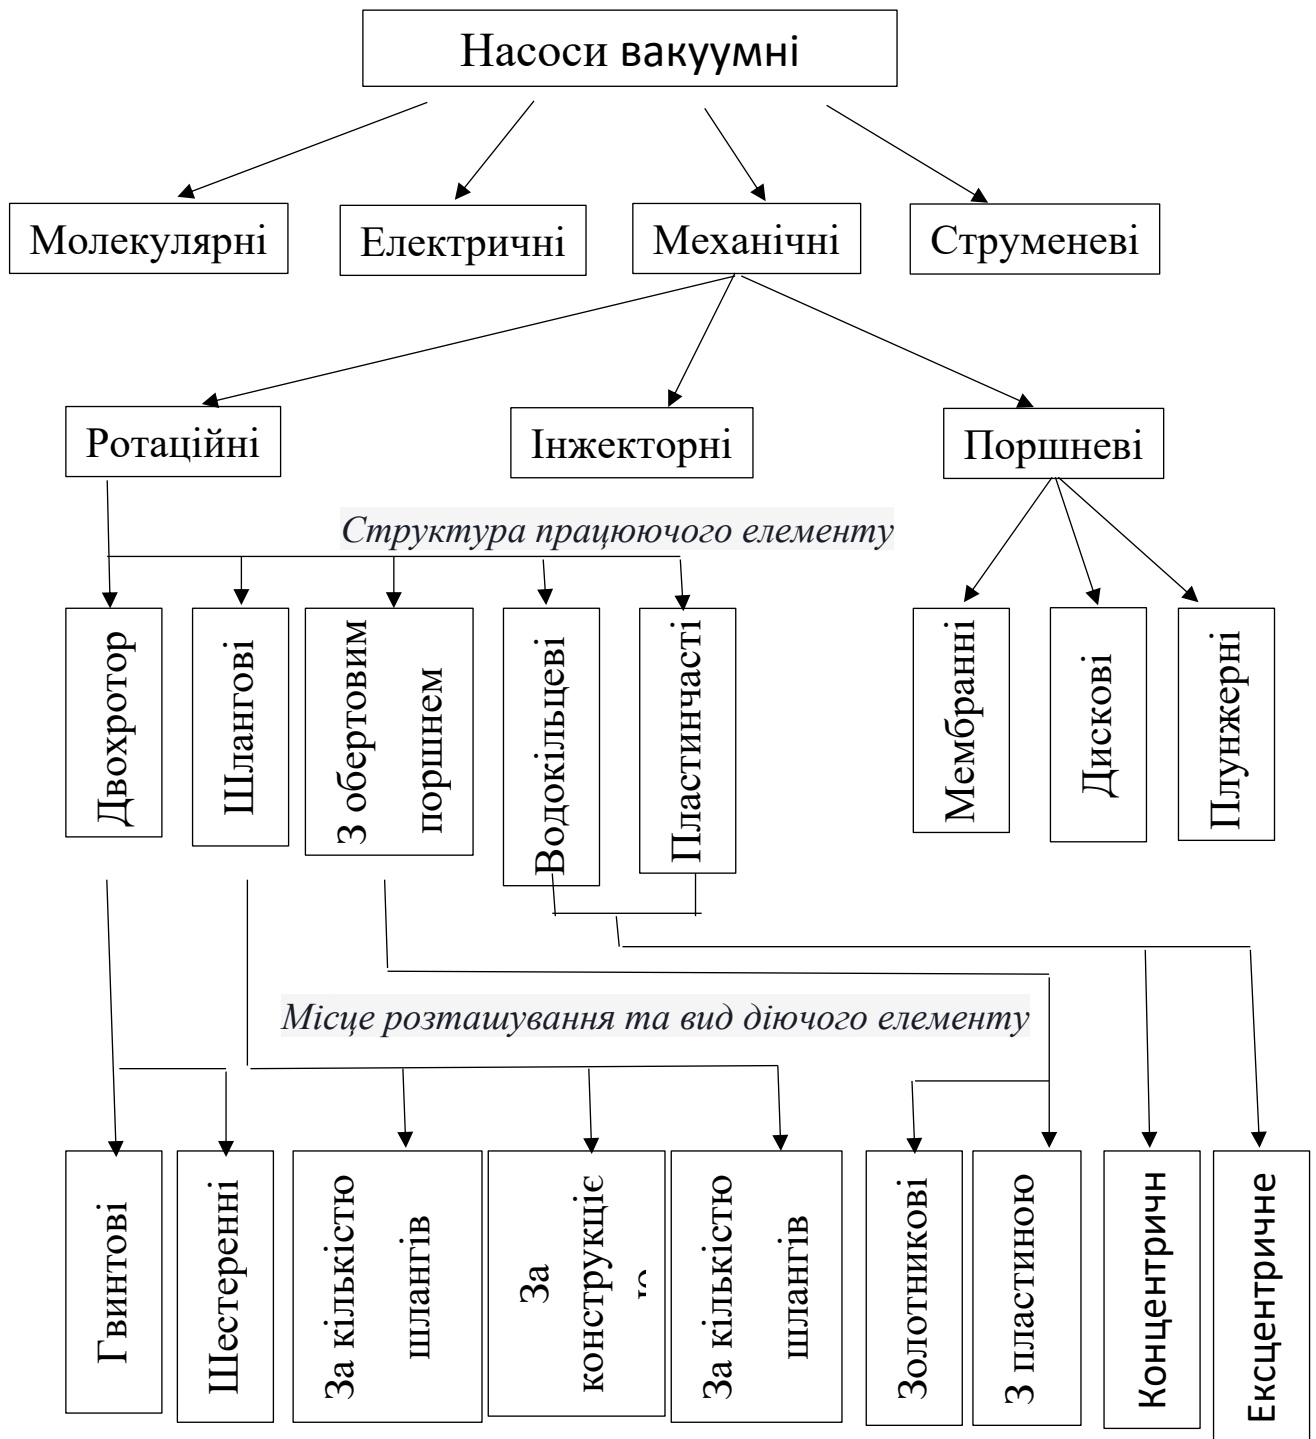 Насоси вакуумні
Молекулярні
Електричні
Механічні
Струменеві
Ротаційні
Інжекторні
Поршневі
Структура працюючого елементу
Двохротор
Шлангові
З обертовим
поршнем
Водокільцеві
Пластинчасті
Мембранні
Дискові
Плунжерні
Місце розташування та вид діючого елементу
Гвинтові
Шестеренні
За кількістю
шлангів
За
конструкціє
ю
За кількістю
шлангів
Золотникові
З пластиною
Концентричн
Ексцентричне